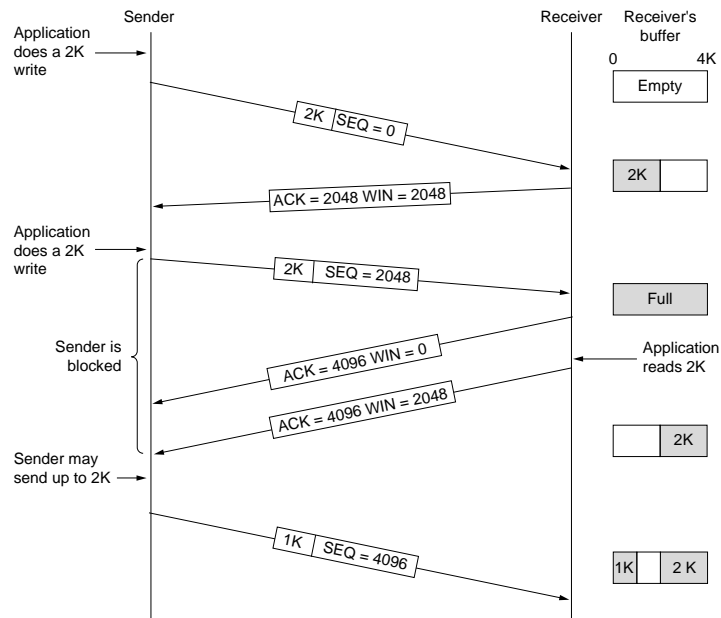 Sender
Receiver
Receiver's
buffer
Application
does a 2K
write
0
4K
Empty
2K
SEQ = 0
2K
ACK = 2048 WIN = 2048
Application
does a 2K
write
2K
SEQ = 2048
Full
Sender is
blocked
ACK = 4096 WIN = 0
Application
reads 2K
ACK = 4096 WIN = 2048
2K
Sender may
send up to 2K
1K
SEQ = 4096
1K
2 K